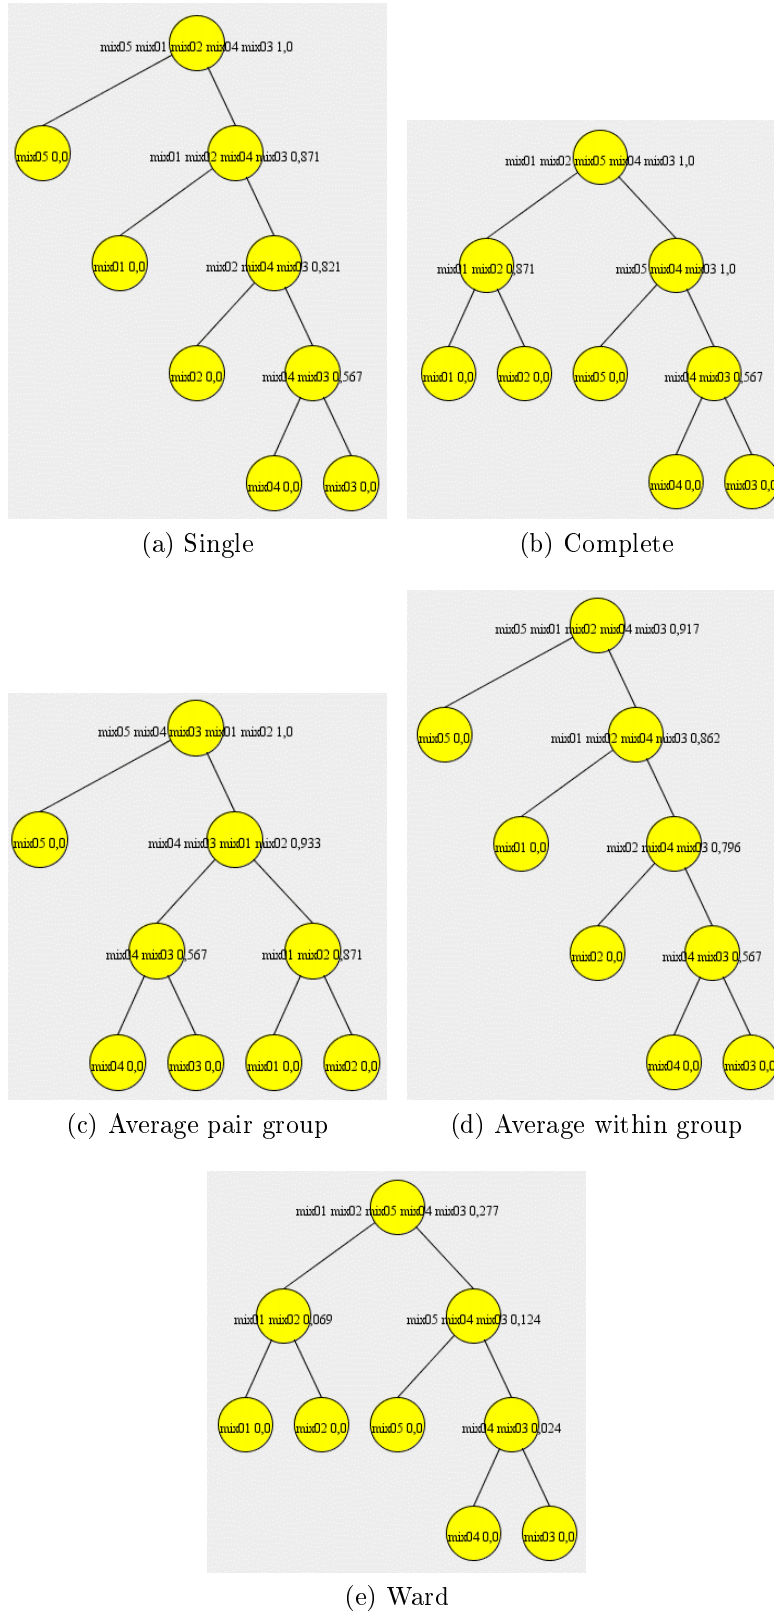 mix05 mix01 mix02 mix04 mix03 1,0
mix05 0,0
mix01 mix02 mix04 mix03 0,871
mix01 0,0
mix02 mix04 mix03 0,821
mix02 0,0
mix04 mix03 0,567
mix04 0,0
mix03 0,0
(a) Single
mix01 mix02 mix05 mix04 mix03 1,0
mix01 mix02 0,871
mix05 mix04 mix03 1,0
mix01 0,0
mix02 0,0
mix05 0,0
mix04 mix03 0,567
mix04 0,0
mix03 0,0
(b) Complete
mix05 mix04 mix03 mix01 mix02 1,0
mix05 0,0
mix04 mix03 mix01 mix02 0,933
mix04 mix03 0,567
mix01 mix02 0,871
mix04 0,0
mix03 0,0
mix01 0,0
mix02 0,0
(c) Average pair group
mix05 mix01 mix02 mix04 mix03 0,917
mix05 0,0
mix01 mix02 mix04 mix03 0,862
mix01 0,0
mix02 mix04 mix03 0,796
mix02 0,0
mix04 mix03 0,567
mix04 0,0
mix03 0,0
(d) Average within group
mix01 mix02 mix05 mix04 mix03 0,277
mix01 mix02 0,069
mix05 mix04 mix03 0,124
mix01 0,0
mix02 0,0
mix05 0,0
mix04 mix03 0,024
mix04 0,0
mix03 0,0
(e) Ward